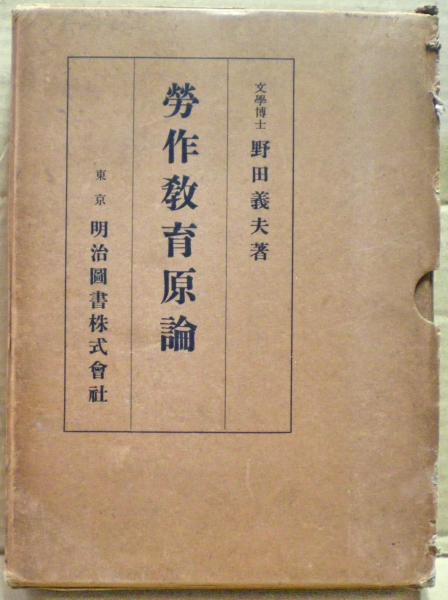 文學博士 野田義夫著
勞作教育原論
東京 明治圖書株式會社